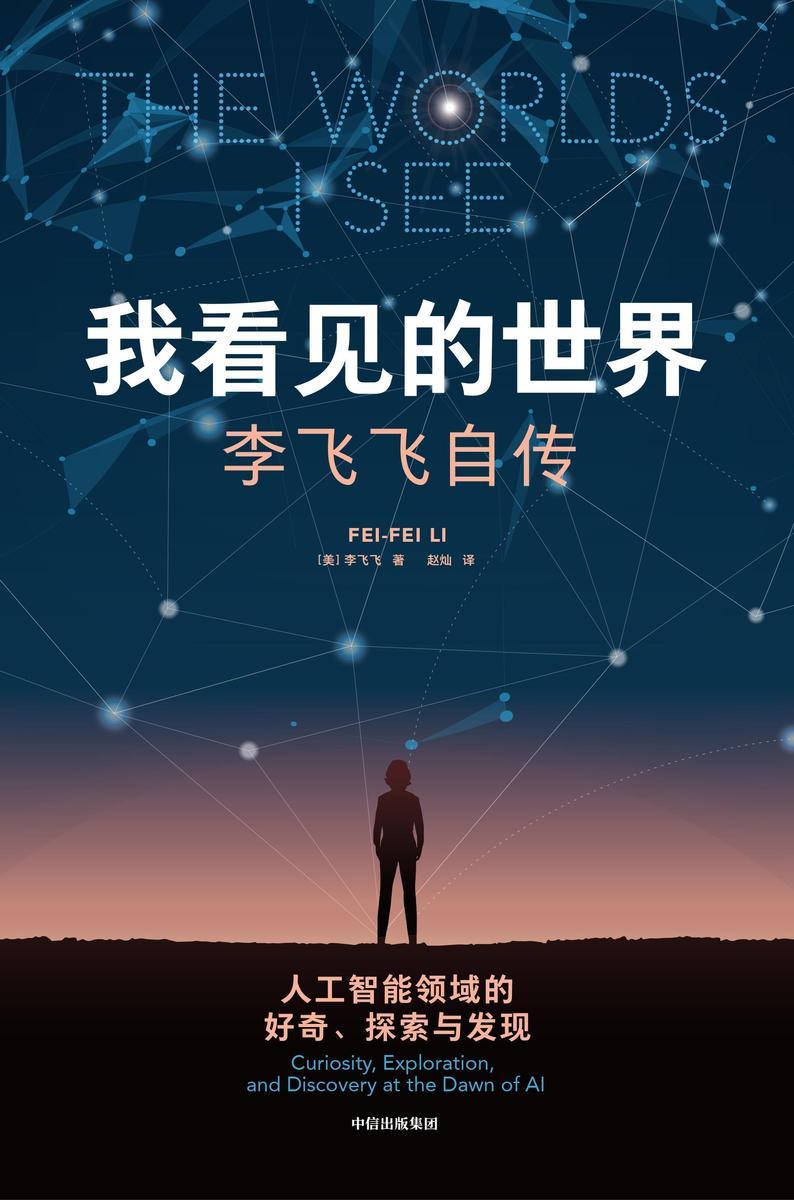 THE WORLDS
I SEE
我看见的世界
李飞飞自传
FEI-FEI LI
[美] 李飞飞 著 赵灿 译
人工智能领域的
好奇、探索与发现
Curiosity, Exploration,
and Discovery at the Dawn of AI
中信出版集团